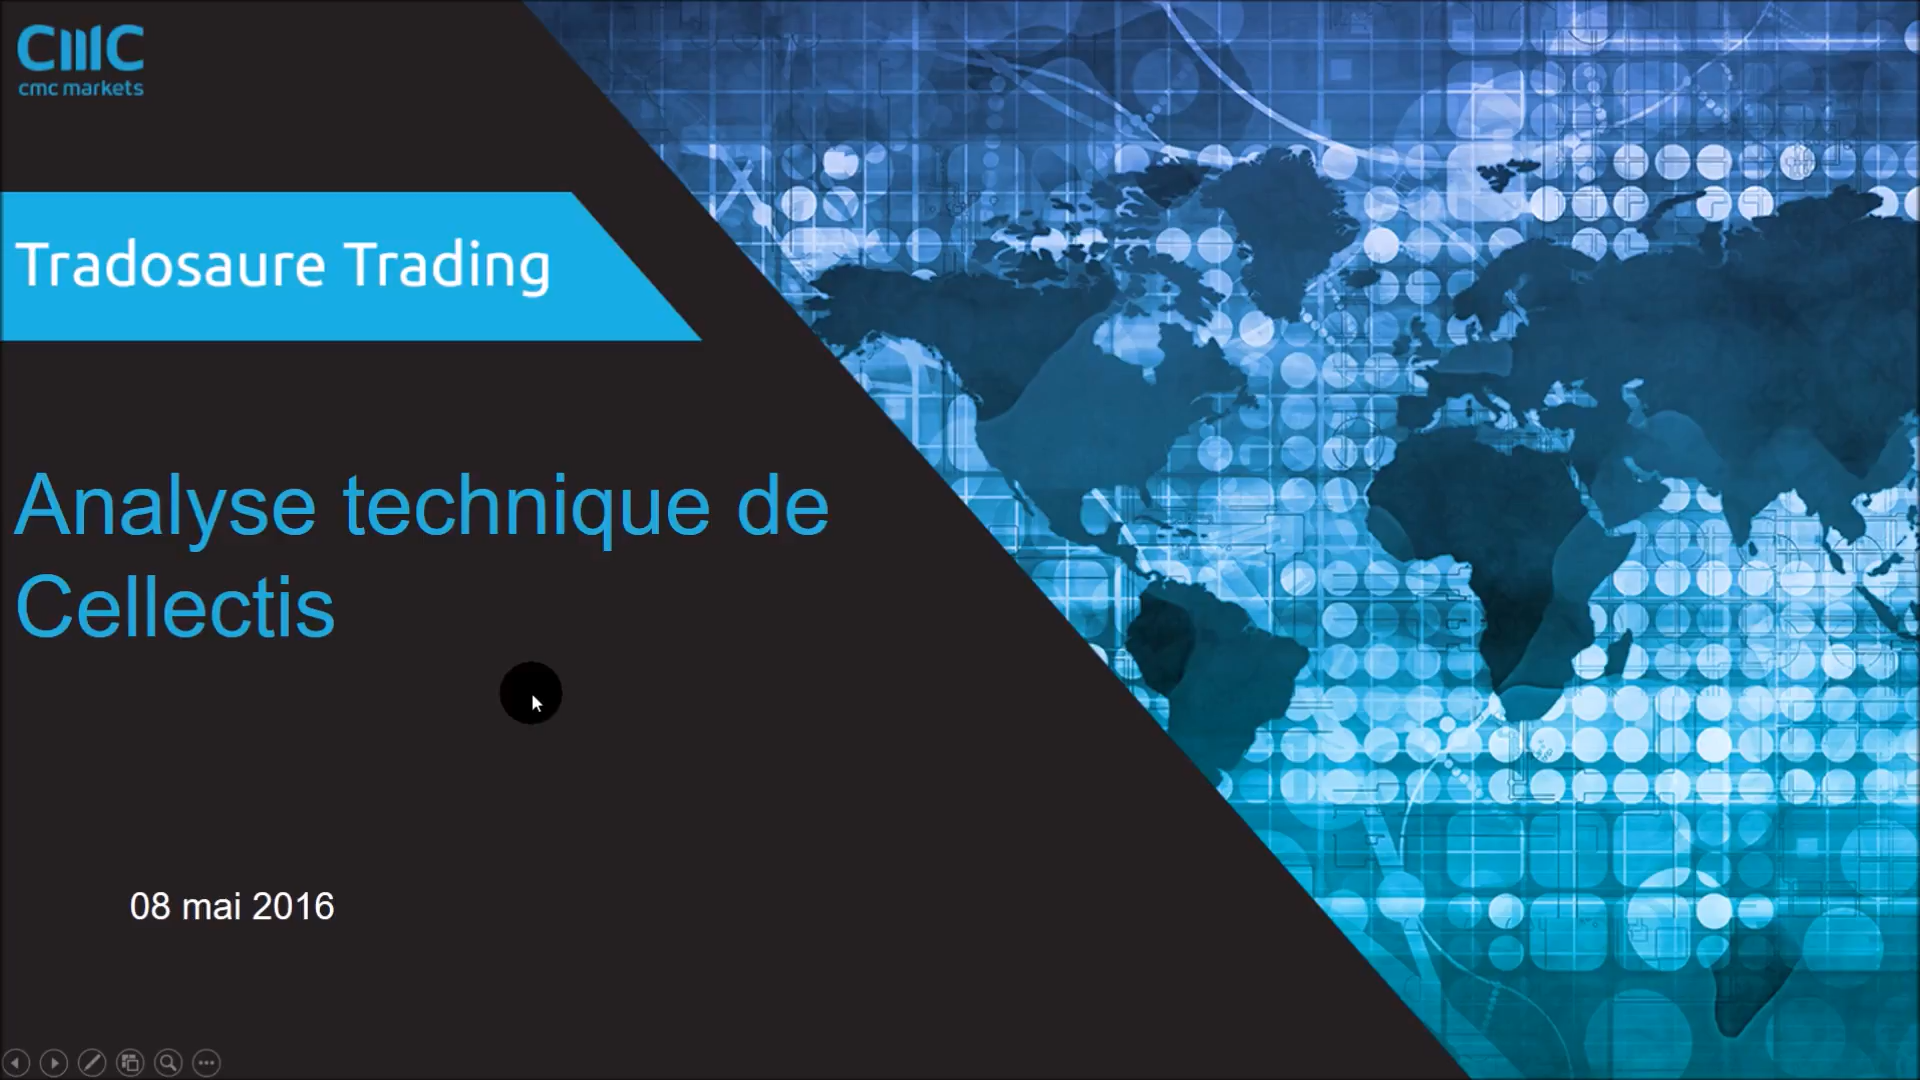 CMC
cmc markets
Tradosaure Trading
Analyse technique de
Cellectis
08 mai 2016